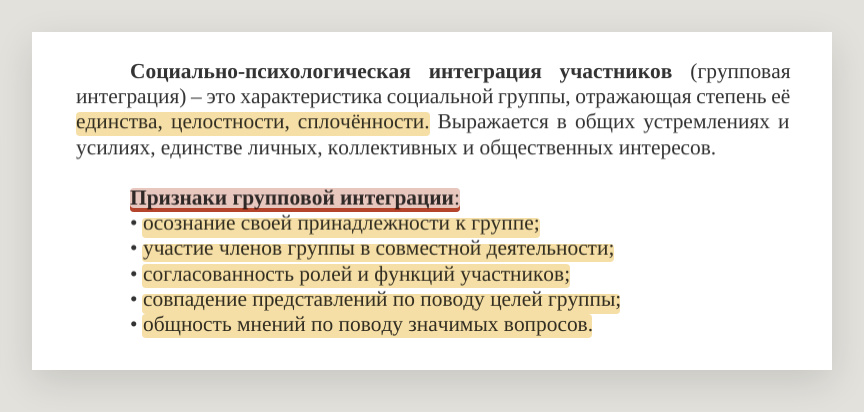 Социально-психологическая интеграция участников (групповая
интеграция) – это характеристика социальной группы, отражающая степень её
единства, целостности, сплочённости. Выражается в общих устремлениях и
усилиях, единстве личных, коллективных и общественных интересов.
Признаки групповой интеграции:
• осознание своей принадлежности к группе;
• участие членов группы в совместной деятельности;
• согласованность ролей и функций участников;
• совпадение представлений по поводу целей группы;
• общность мнений по поводу значимых вопросов.